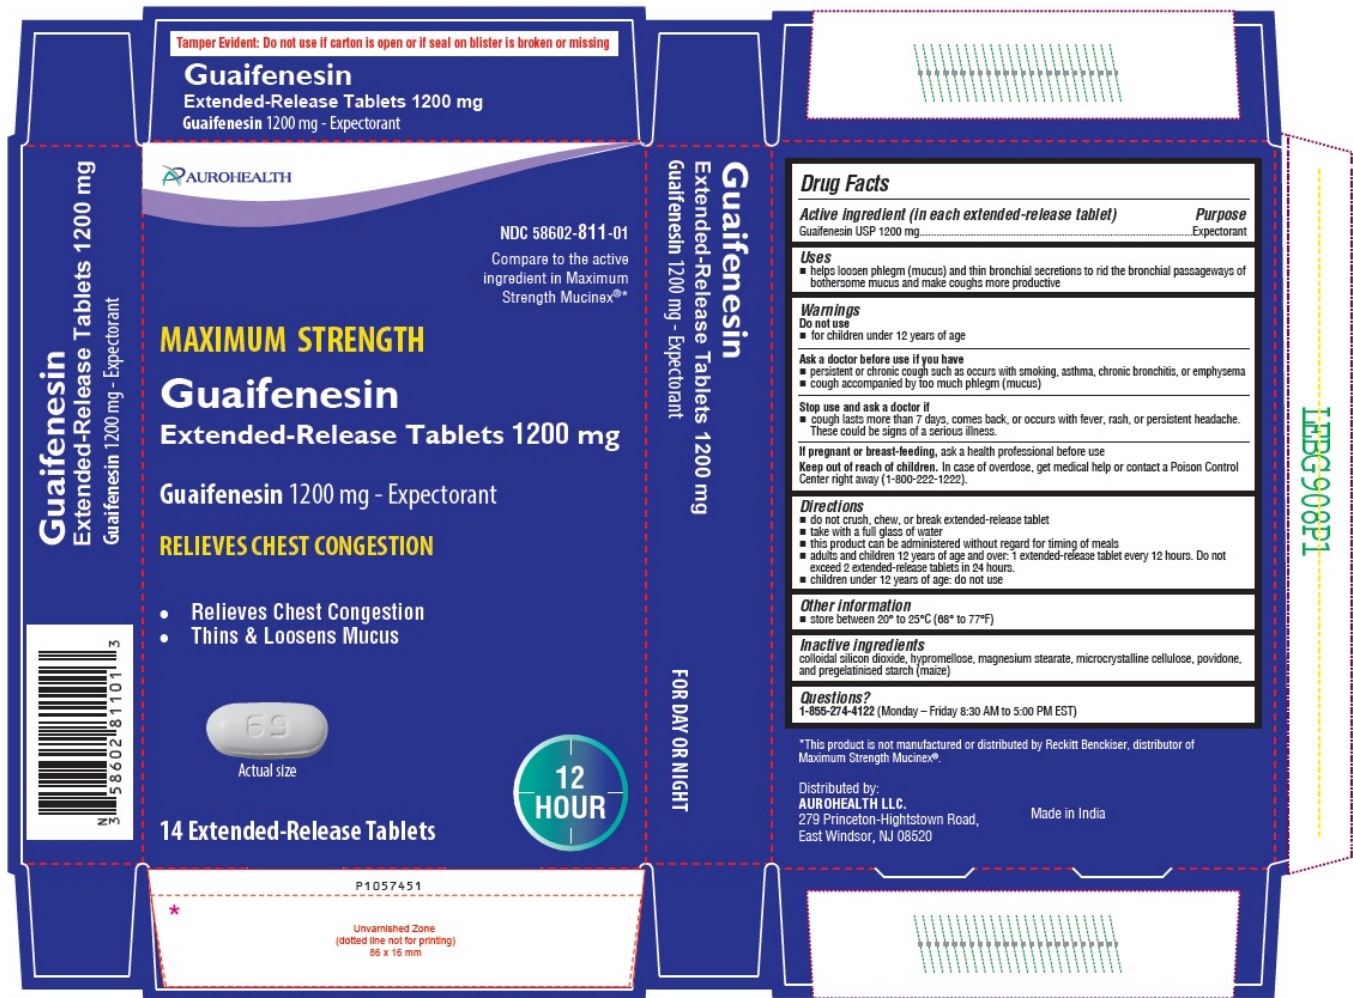 Tamper Evident: Do not use if carton is open or if seal on blister is broken or missing
Guaifenesin
Extended-Release Tablets 1200 mg
Guaifenesin 1200 mg - Expectorant
Guaifenesin
Extended-Release Tablets 1200 mg
Guaifenesin 1200 mg - Expectorant
N
3 58602 81101 3
AUROHEALTH
NDC 58602-811-01
Compare to the active
ingredient in Maximum
Strength Mucinex®*
MAXIMUM STRENGTH
Guaifenesin
Extended-Release Tablets 1200 mg
Guaifenesin 1200 mg - Expectorant
RELIEVES CHEST CONGESTION
• Relieves Chest Congestion
• Thins & Loosens Mucus
69
Actual size
12
HOUR
14 Extended-Release Tablets
P1057451
*
Unvarnished Zone
(dotted line not for printing)
86 x 16 mm
Guaifenesin
Extended-Release Tablets 1200 mg
Guaifenesin 1200 mg - Expectorant
FOR DAY OR NIGHT
Drug Facts
Active ingredient (in each extended-release tablet) Purpose
Guaifenesin USP 1200 mg.....Expectorant
Uses
■ helps loosen phlegm (mucus) and thin bronchial secretions to rid the bronchial passageways of
bothersome mucus and make coughs more productive
Warnings
Do not use
■ for children under 12 years of age
Ask a doctor before use if you have
■ persistent or chronic cough such as occurs with smoking, asthma, chronic bronchitis, or emphysema
■ cough accompanied by too much phlegm (mucus)
Stop use and ask a doctor if
■ cough lasts more than 7 days, comes back, or occurs with fever, rash, or persistent headache.
These could be signs of a serious illness.
If pregnant or breast-feeding, ask a health professional before use
Keep out of reach of children. In case of overdose, get medical help or contact a Poison Control
Center right away (1-800-222-1222).
Directions
■ do not crush, chew, or break extended-release tablet
■ take with a full glass of water
■ this product can be administered without regard for timing of meals
■ adults and children 12 years of age and over: 1 extended-release tablet every 12 hours. Do not
exceed 2 extended-release tablets in 24 hours.
■ children under 12 years of age: do not use
Other information
■ store between 20° to 25°C (68° to 77°F)
Inactive ingredients
colloidal silicon dioxide, hypromellose, magnesium stearate, microcrystalline cellulose, povidone,
and pregelatinised starch (maize)
Questions?
1-855-274-4122 (Monday – Friday 8:30 AM to 5:00 PM EST)
*This product is not manufactured or distributed by Reckitt Benckiser, distributor of
Maximum Strength Mucinex®.
Distributed by:
AUROHEALTH LLC.
279 Princeton-Hightstown Road,
East Windsor, NJ 08520
Made in India